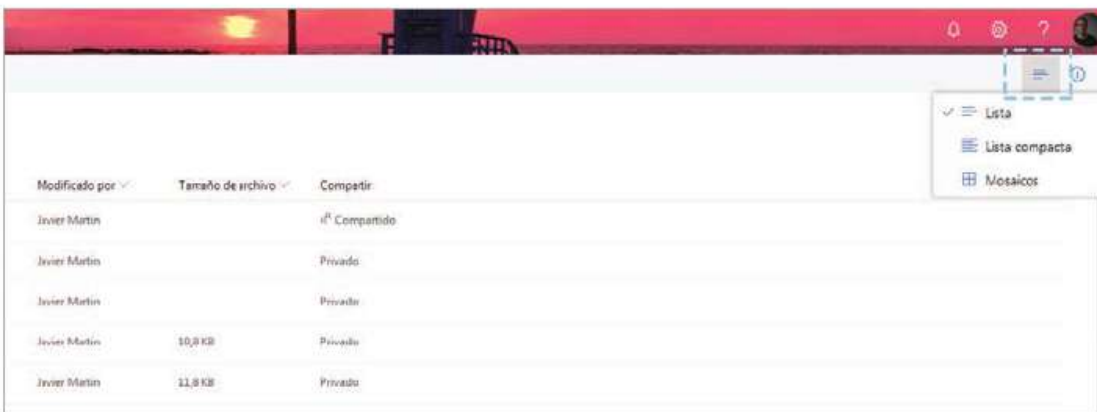 ?
Lista
Lista compacta
Mosaicos
Modificado por Tamaño de archivo Compartir
Javier Martin Compartido
Javier Martin Privado
Javier Martin Privado
Javier Martin 10,8 KB Privado
Javier Martin 11,8 KB Privado